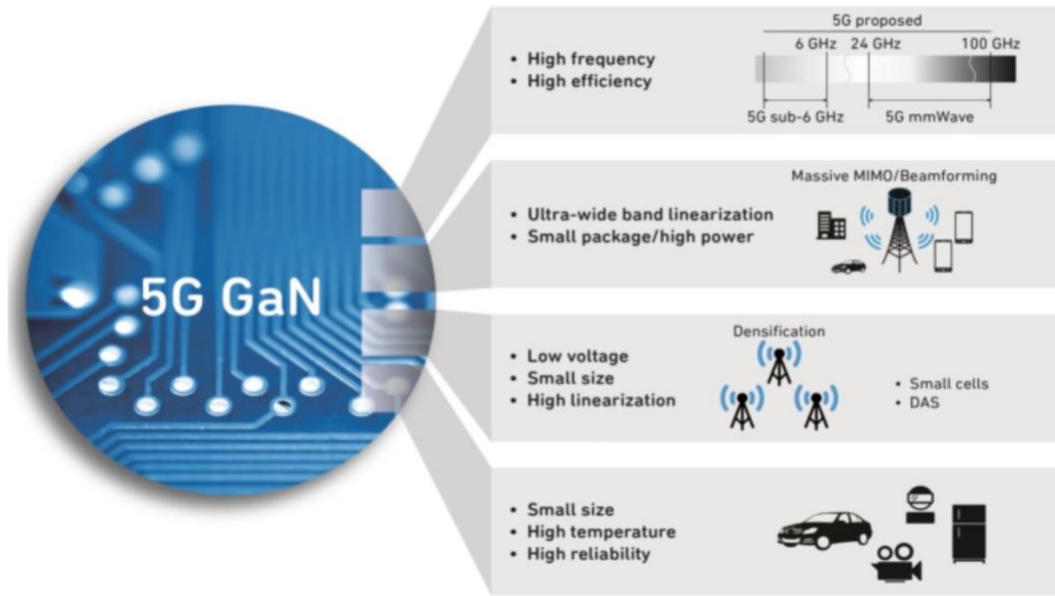 5G GaN
• High frequency
• High efficiency
5G proposed
6 GHz 24 GHz 100 GHz
5G sub-6 GHz 5G mmWave
• Ultra-wide band linearization
• Small package/high power
Massive MIMO/Beamforming
• Low voltage
• Small size
• High linearization
Densification
• Small cells
• DAS
• Small size
• High temperature
• High reliability